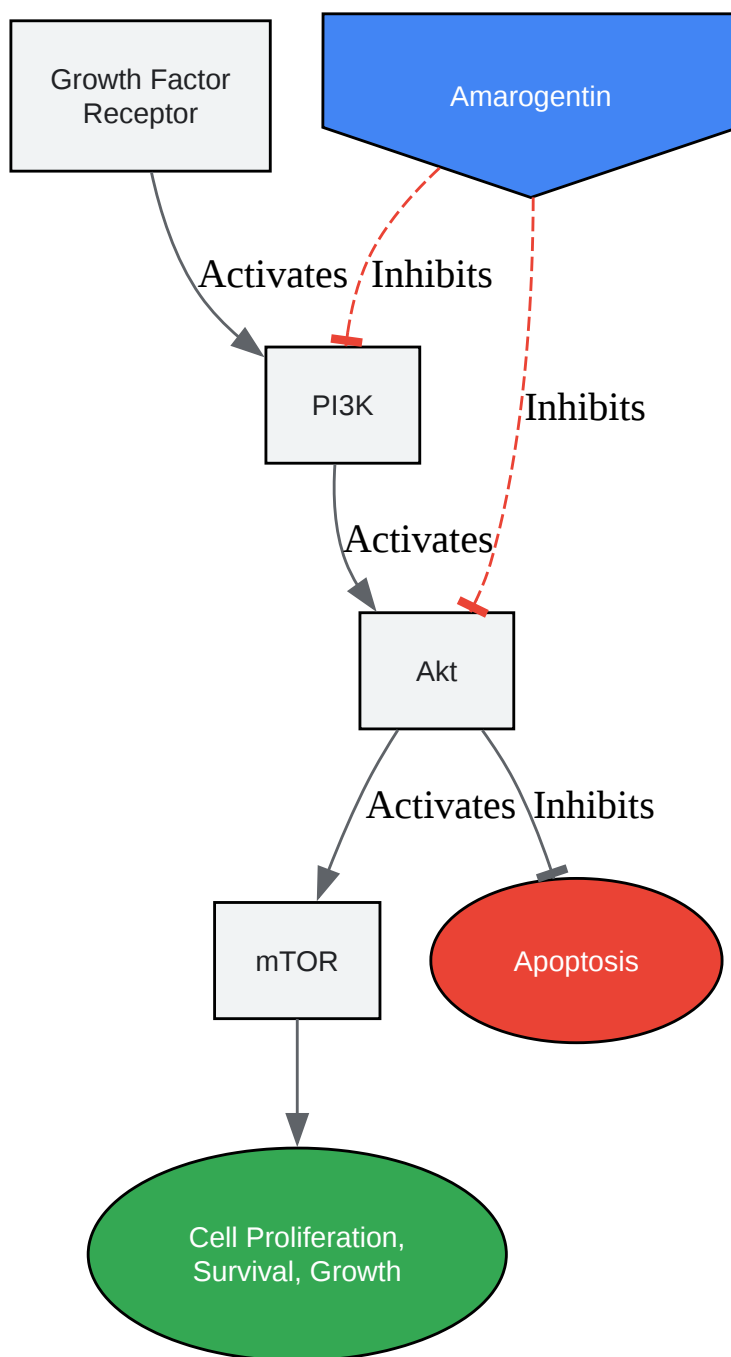 Growth Factor
Receptor
Amarogentin
Activates
Inhibits
PI3K
Inhibits
Activates
Akt
Activates
Inhibits
mTOR
Apoptosis
Cell Proliferation,
Survival, Growth